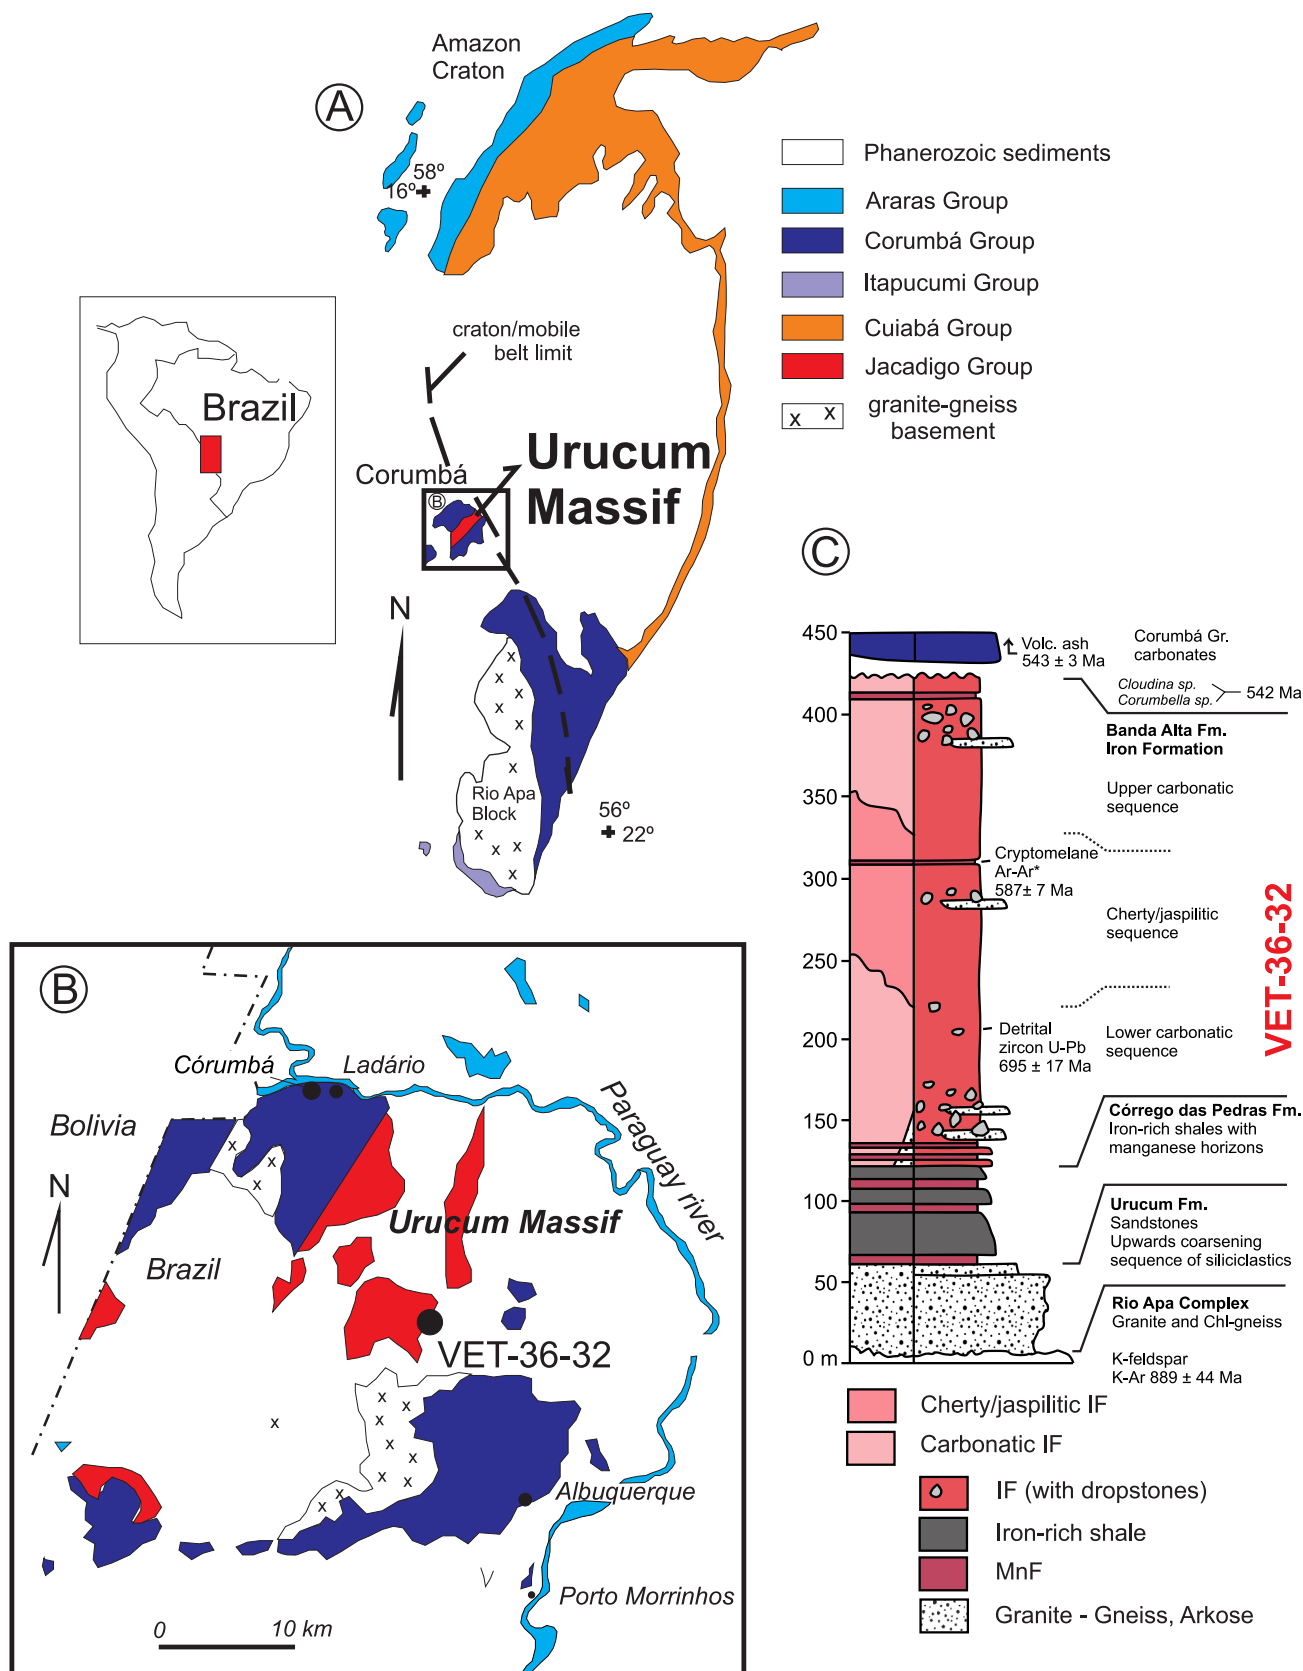 A
Amazon
Craton
58º
16º
Phanerozoic sediments
Araras Group
Corumbá Group
Itapucumi Group
Cuiabá Group
Jacadigo Group
x x
granite-gneiss
basement
Brazil
craton/mobile
belt limit
Corumbá
B
Urucum
Massif
N
x
x
x
x
x
x
x
Rio Apa
Block
x
x
x
x
x
56º
22º
C
450
400
350
300
250
200
150
100
50
0 m
Volc. ash
543 ± 3 Ma
Corumbá Gr.
carbonates
Cloudina sp.
Corumbella sp.
542 Ma
Banda Alta Fm.
Iron Formation
Upper carbonatic
sequence
Cryptomelane
Ar-Ar*
587± 7 Ma
Cherty/jaspilitic
sequence
Detrital
zircon U-Pb
695 ± 17 Ma
Lower carbonatic
sequence
VET-36-32
Córrego das Pedras Fm.
Iron-rich shales with
manganese horizons
Urucum Fm.
Sandstones
Upwards coarsening
sequence of siliciclastics
Rio Apa Complex
Granite and Chl-gneiss
K-feldspar
K-Ar 889 ± 44 Ma
Cherty/jaspilitic IF
Carbonatic IF
IF (with dropstones)
Iron-rich shale
MnF
Granite - Gneiss, Arkose
B
Córumbá
Ladário
Bolivia
x
x
x
N
Paraguay river
Urucum Massif
Brazil
VET-36-32
x
x
x
x
x
x
x
x
x
Albuquerque
Porto Morrinhos
0 10 km